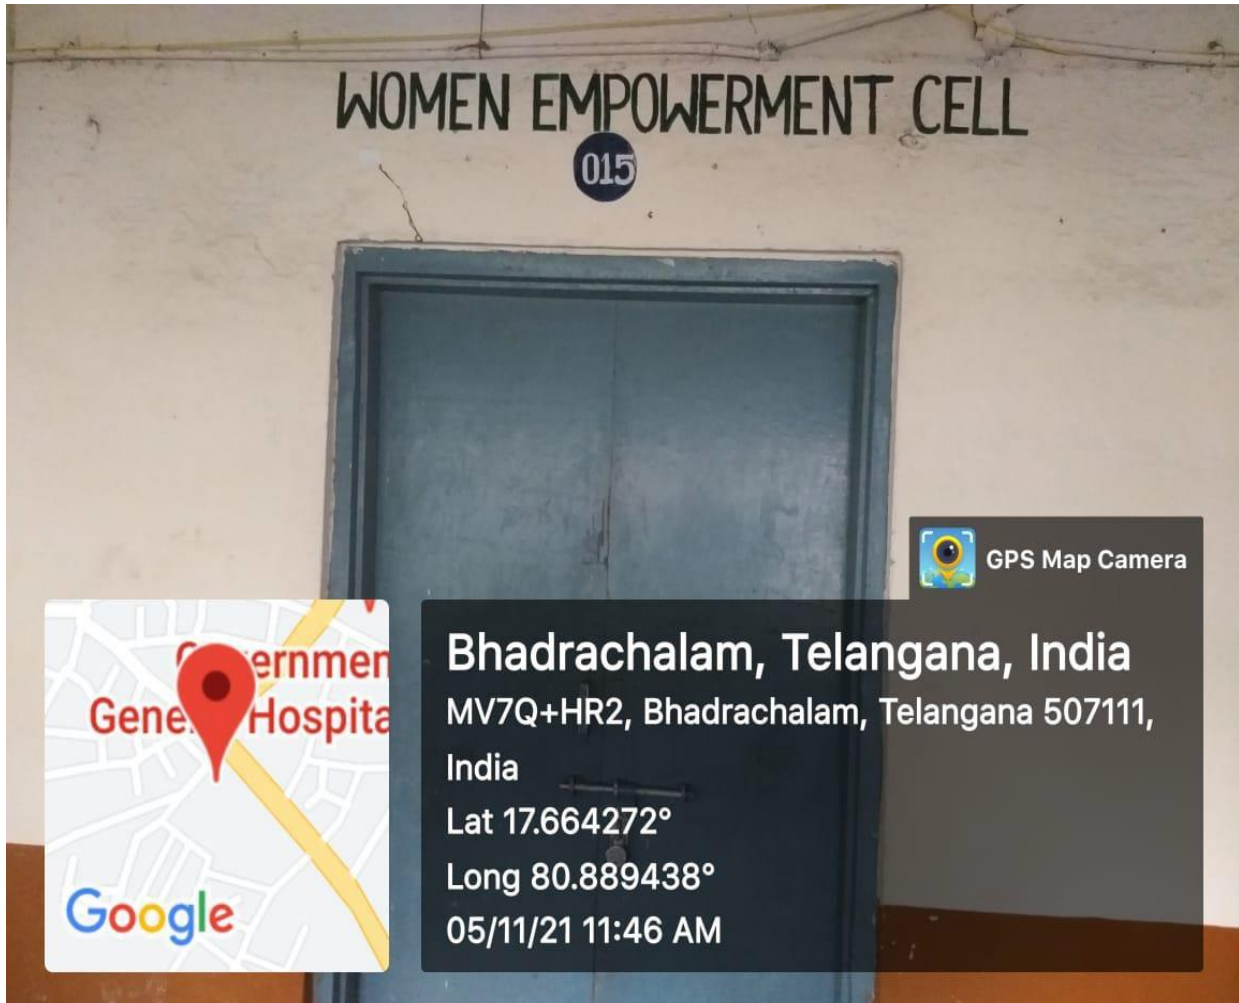 WOMEN EMPOWERMENT CELL
015
GPS Map Camera
Bhadrachalam, Telangana, India
MV7Q+HR2, Bhadrachalam, Telangana 507111,
India
Lat 17.664272°
Long 80.889438°
05/11/21 11:46 AM
Google